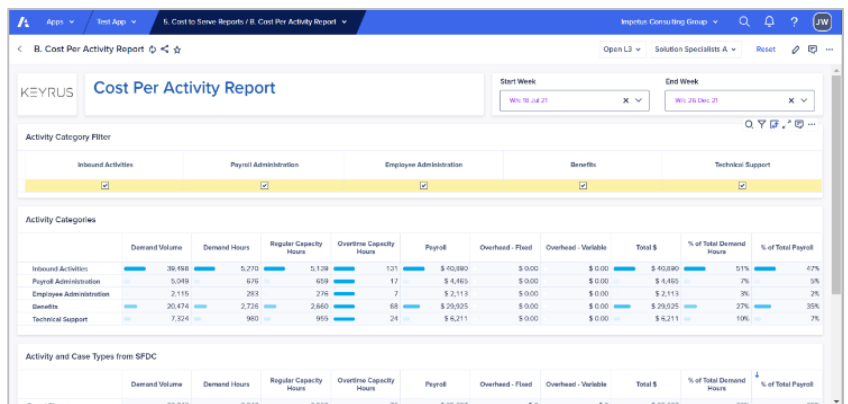 Apps Test App 5. Cost to Serve Reports / B. Cost Per Activity Report Impetus Consulting Group ? JW
B. Cost Per Activity Report Open L3 Solution Specialists A Reset
KEYRUS Cost Per Activity Report
Start Week End Week
W/c 18 Jul 21 W/c 26 Dec 21
Activity Category Filter
Inbound Activities Payroll Administration Employee Administration Benefits Technical Support
Activity Categories
Demand Volume Demand Hours Regular Capacity Hours Overtime Capacity Hours Payroll Overhead - Fixed Overhead - Variable Total $ % of Total Demand Hours % of Total Payroll
Inbound Activities 39,498 5,270 5,139 131 $ 40,890 $ 0.00 $ 0.00 $ 40,890 51% 47%
Payroll Administration 5,049 676 659 17 $ 4,465 $ 0.00 $ 0.00 $ 4,465 7% 5%
Employee Administration 2,115 283 276 7 $ 2,113 $ 0.00 $ 0.00 $ 2,113 3% 2%
Benefits 20,474 2,726 2,660 68 $ 29,925 $ 0.00 $ 0.00 $ 29,925 27% 35%
Technical Support 7,324 980 955 24 $ 6,211 $ 0.00 $ 0.00 $ 6,211 10% 7%
Activity and Case Types from SFDC
Demand Volume Demand Hours Regular Capacity Hours Overtime Capacity Hours Payroll Overhead - Fixed Overhead - Variable Total $ % of Total Demand Hours % of Total Payroll